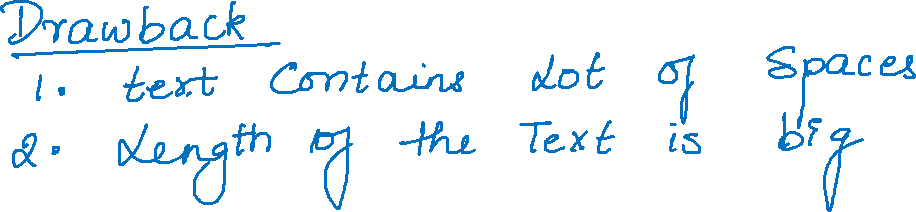 Drawback
1. text Contains Lot of Spaces
2. Length of the Text is big